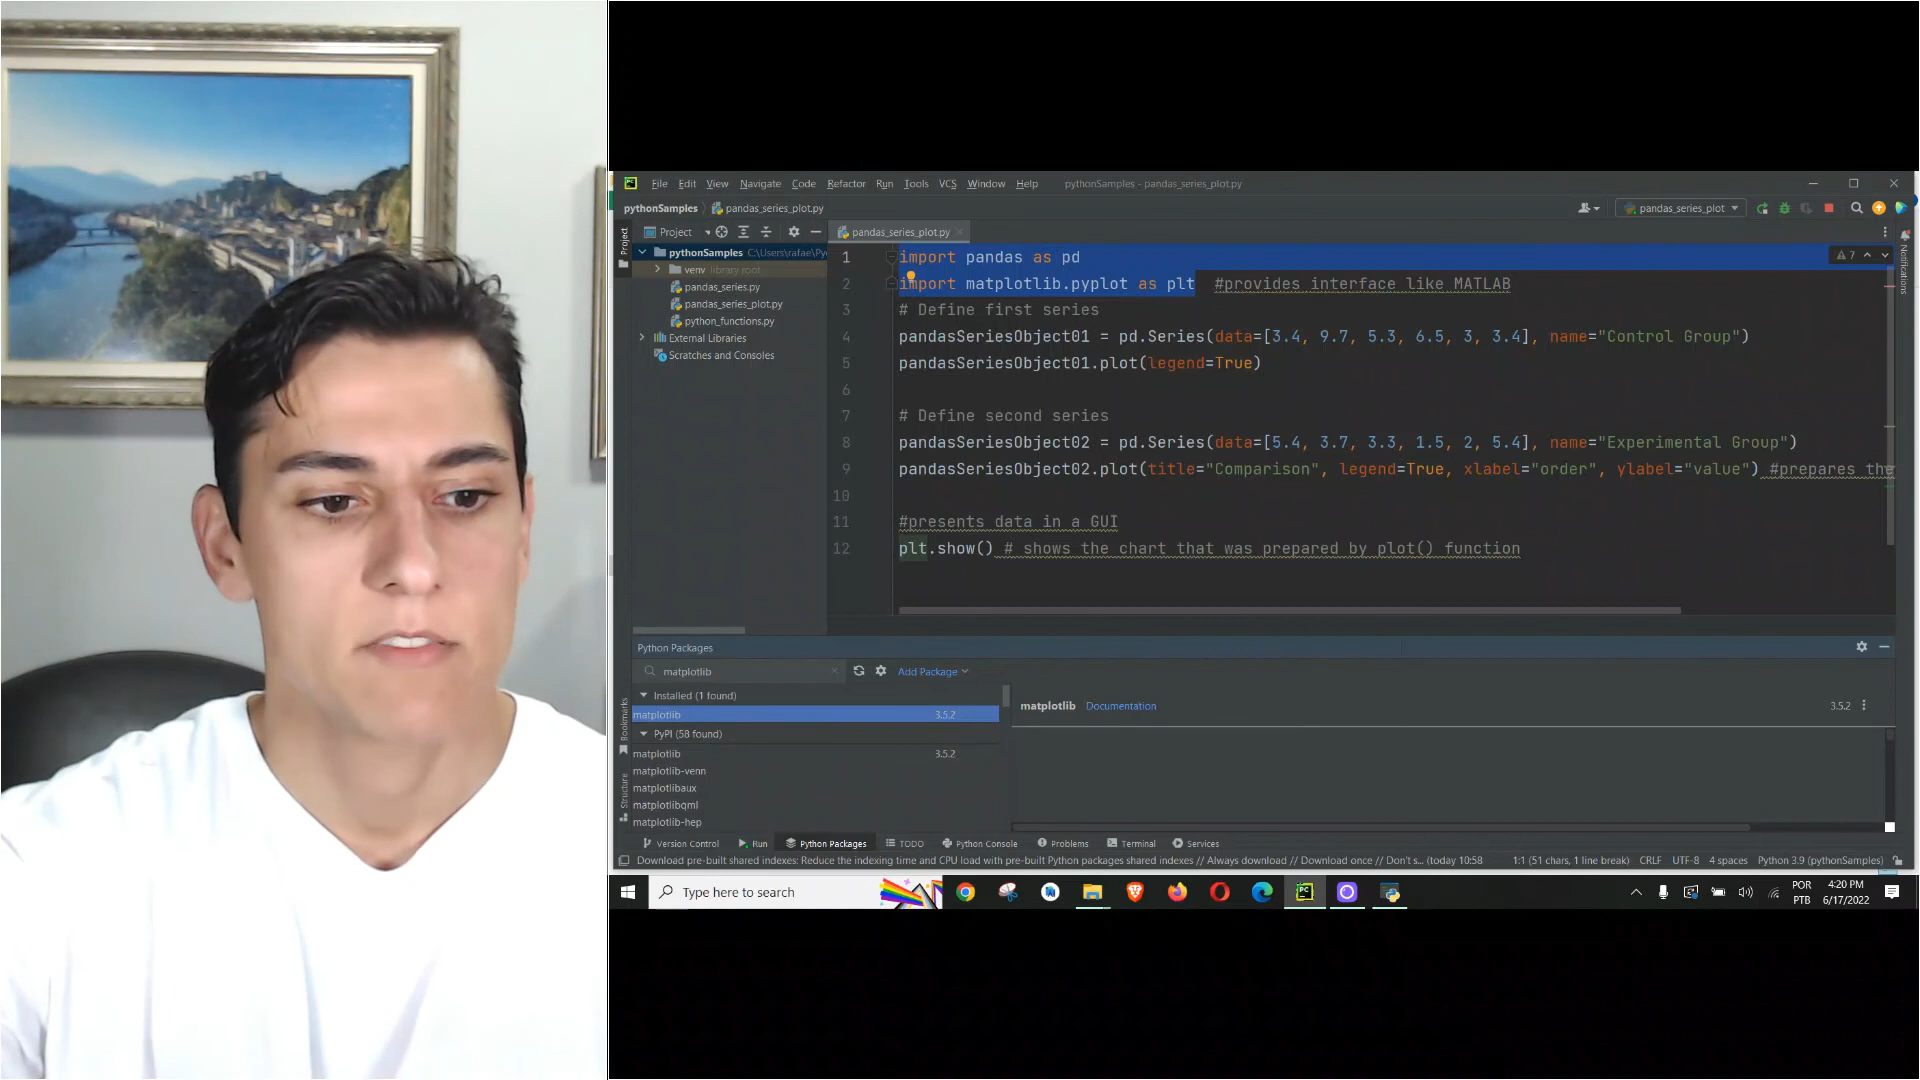 File Edit View Navigate Code Refactor Run Tools VCS Window Help pythonSamples - pandas_series_plot.py
pythonSamples pandas_series_plot.py pandas_series_plot
Project Project pandas_series_plot.py
pythonSamples C:\Users\rafae\Py
venv library root
pandas_series.py
pandas_series_plot.py
python_functions.py
External Libraries
Scratches and Consoles
Notifications
7
1 import pandas as pd
2 import matplotlib.pyplot as plt #provides interface like MATLAB
3 # Define first series
4 pandasSeriesObject01 = pd.Series(data=[3.4, 9.7, 5.3, 6.5, 3, 3.4], name="Control Group")
5 pandasSeriesObject01.plot(legend=True)
6
7 # Define second series
8 pandasSeriesObject02 = pd.Series(data=[5.4, 3.7, 3.3, 1.5, 2, 5.4], name="Experimental Group")
9 pandasSeriesObject02.plot(title="Comparison", legend=True, xlabel="order", ylabel="value") #prepares the
10
11 #presents data in a GUI
12 plt.show() # shows the chart that was prepared by plot() function
Python Packages
matplotlib Add Package
Installed (1 found)
matplotlib 3.5.2
PyPI (58 found)
matplotlib 3.5.2
matplotlib-venn
matplotlibaux
matplotlibqml
matplotlib-hep
matplotlib Documentation 3.5.2
Bookmarks
Structure
Version Control Run Python Packages TODO Python Console Problems Terminal Services
Download pre-built shared indexes: Reduce the indexing time and CPU load with pre-built Python packages shared indexes // Always download // Download once // Don't s... (today 10:58 1:1 (51 chars, 1 line break) CRLF UTF-8 4 spaces Python 3.9 (pythonSamples)
Type here to search
POR
PTB
4:20 PM
6/17/2022